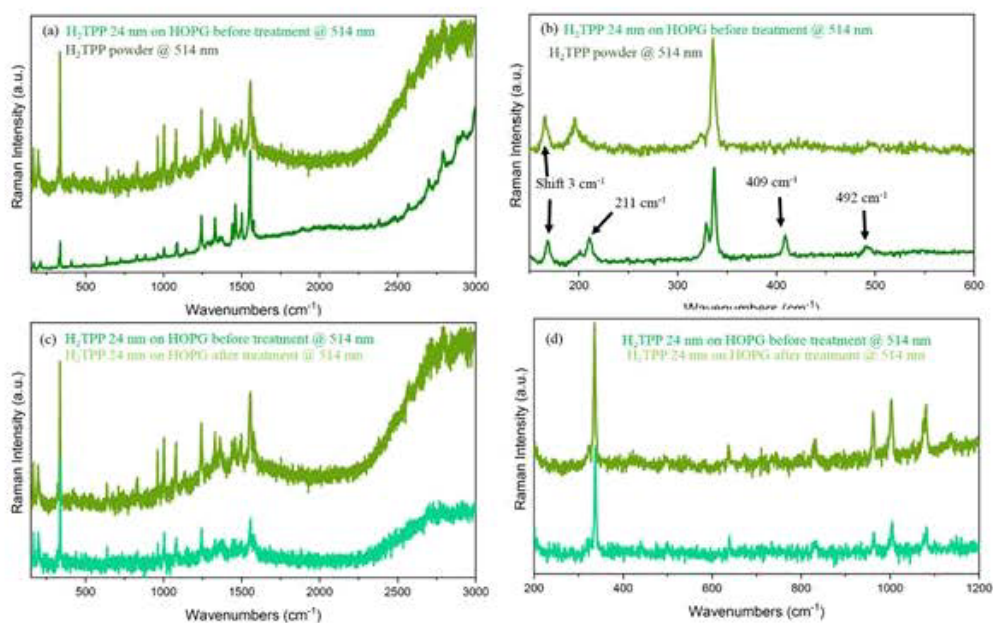 (a) H₂TPP 24 nm on HOPG before treatment @ 514 nm
H₂TPP powder @ 514 nm
Raman Intensity (a.u.)
500 1000 1500 2000 2500 3000
Wavenumbers (cm⁻¹)
(b) H₂TPP 24 nm on HOPG before treatment @ 514 nm
H₂TPP powder @ 514 nm
Raman Intensity (a.u.)
Shift 3 cm⁻¹
211 cm⁻¹
409 cm⁻¹
492 cm⁻¹
200 300 400 500 600
Wavenumbers (cm⁻¹)
(c) H₂TPP 24 nm on HOPG before treatment @ 514 nm
H₂TPP 24 nm on HOPG after treatment @ 514 nm
Raman Intensity (a.u.)
500 1000 1500 2000 2500 3000
Wavenumbers (cm⁻¹)
(d)
H₂TPP 24 nm on HOPG before treatment @ 514 nm
H₂TPP 24 nm on HOPG after treatment @ 514 nm
Raman Intensity (a.u.)
200 400 600 800 1000 1200
Wavenumbers (cm⁻¹)